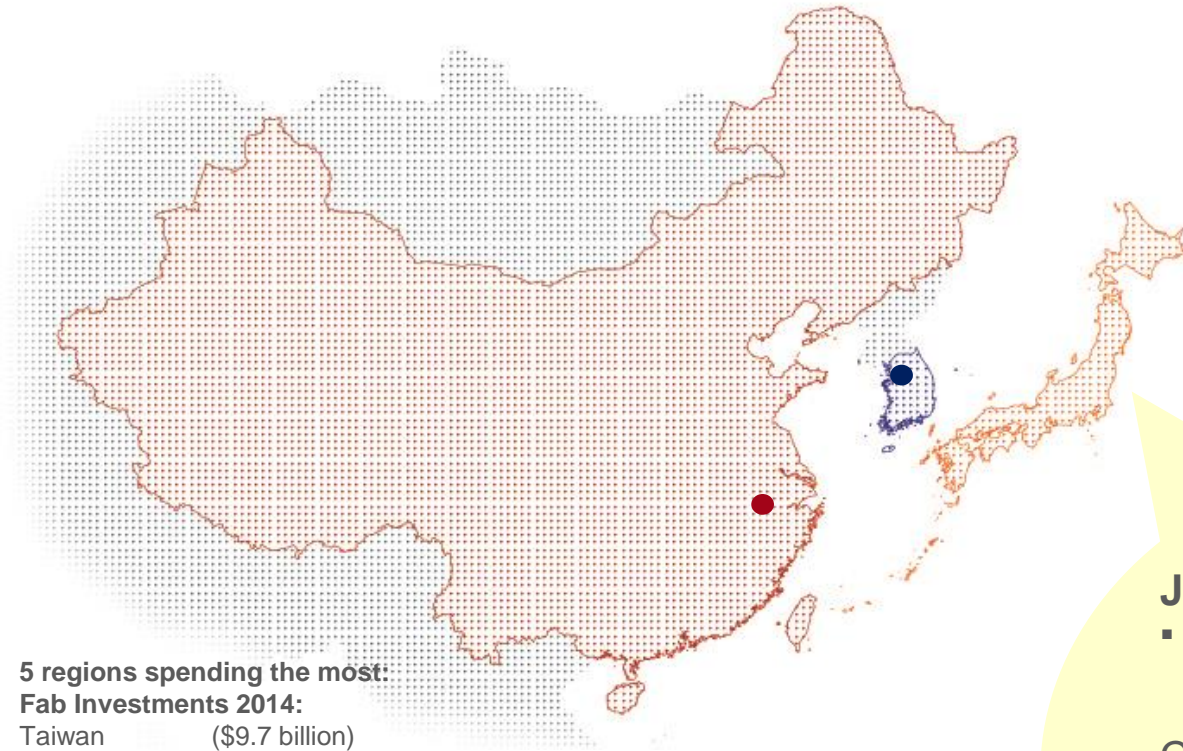 5 regions spending the most:
Fab Investments 2014:
Taiwan ($9.7 billion)